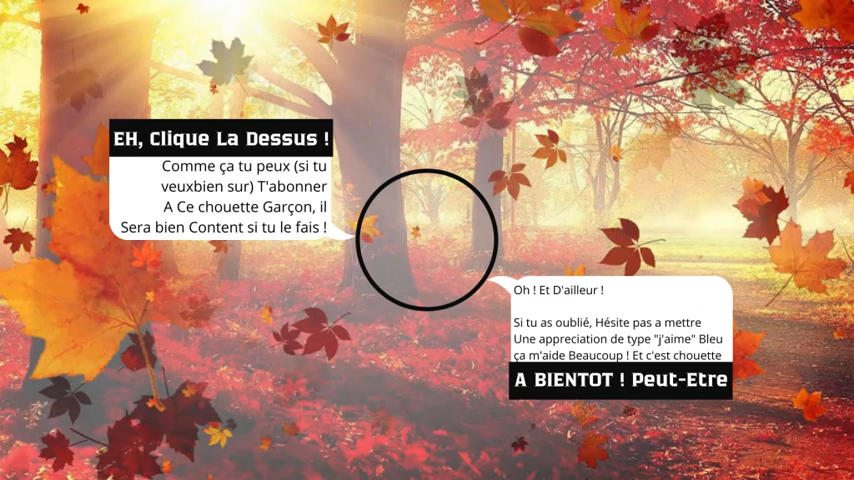 EH, Clique La Dessus !
Comme ça tu peux (si tu
veuxbien sur) T'abonner
A Ce chouette Garçon, il
Sera bien Content si tu le fais !
Oh ! Et D'ailleur !
Si tu as oublié, Hésite pas a mettre
Une appreciation de type "j'aime" Bleu
ça m'aide Beaucoup ! Et c'est chouette
A BIENTOT ! Peut-Etre